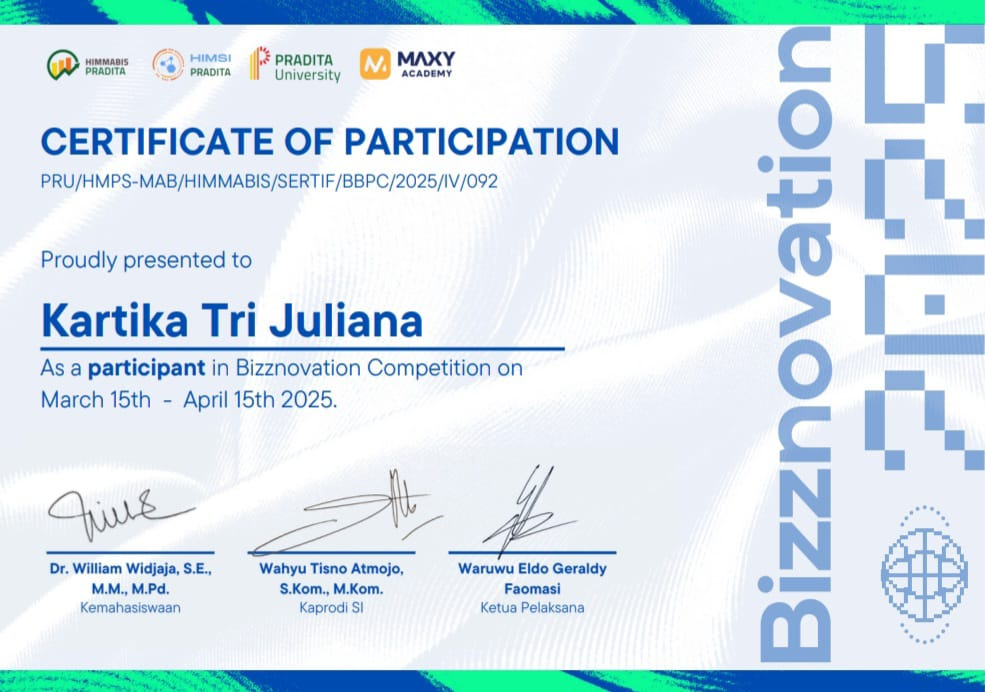 HIMMABIS
PRADITA
HIMSI
PRADITA
PRADITA
University
MAXY
ACADEMY
CERTIFICATE OF PARTICIPATION
PRU/HMPS-MAB/HIMMABIS/SERTIF/BBPC/2025/IV/092
Proudly presented to
Kartika Tri Juliana
As a participant in Bizznovation Competition on
March 15th - April 15th 2025.
Dr. William Widjaja, S.E.,
M.M., M.Pd.
Kemahasiswaan
Wahyu Tisno Atmojo,
S.Kom., M.Kom.
Kaprodi SI
Waruwu Eldo Geraldy
Faomasi
Ketua Pelaksana
Bizznovation
2025